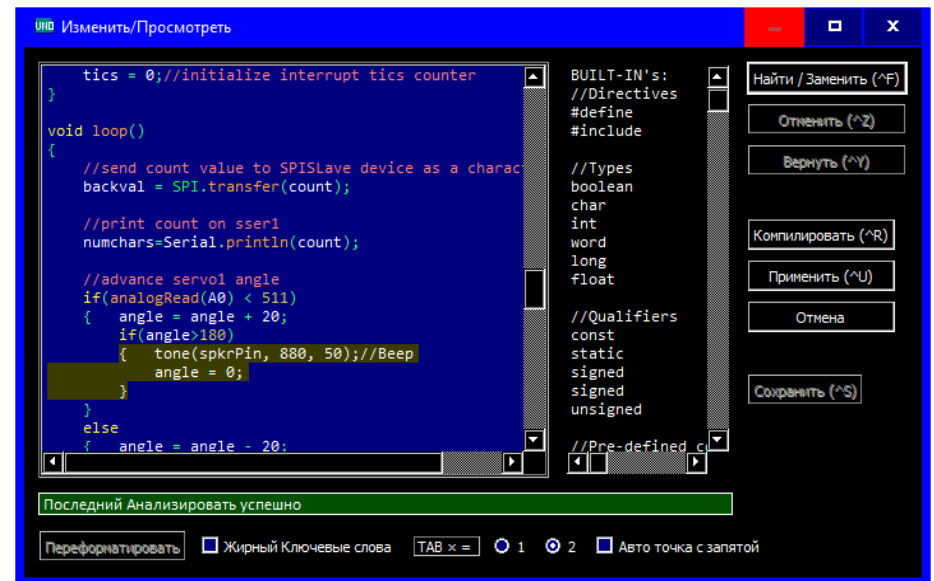 UNO Изменить/Просмотреть
tics = 0;//initialize interrupt tics counter
}
void loop()
{
//send count value to SPISLave device as a charac
backval = SPI.transfer(count);
//print count on sser1
numchars=Serial.println(count);
//advance servo1 angle
if(analogRead(A0) < 511)
{ angle = angle + 20;
if(angle>180)
{ tone(spkrPin, 880, 50);//Beep
angle = 0;
}
}
else
{ angle = angle - 20;
BUILT-IN's:
//Directives
#define
#include
//Types
boolean
char
int
word
long
float
//Qualifiers
const
static
signed
signed
unsigned
//Pre-defined c
Найти / Заменить (^F)
Отменить (^Z)
Вернуть (^Y)
Компилировать (^R)
Применить (^U)
Отмена
Сохранить (^S)
Последний Анализировать успешно
Переформатировать Жирный Ключевые слова TAB × = 1 2 Авто точка с запятой